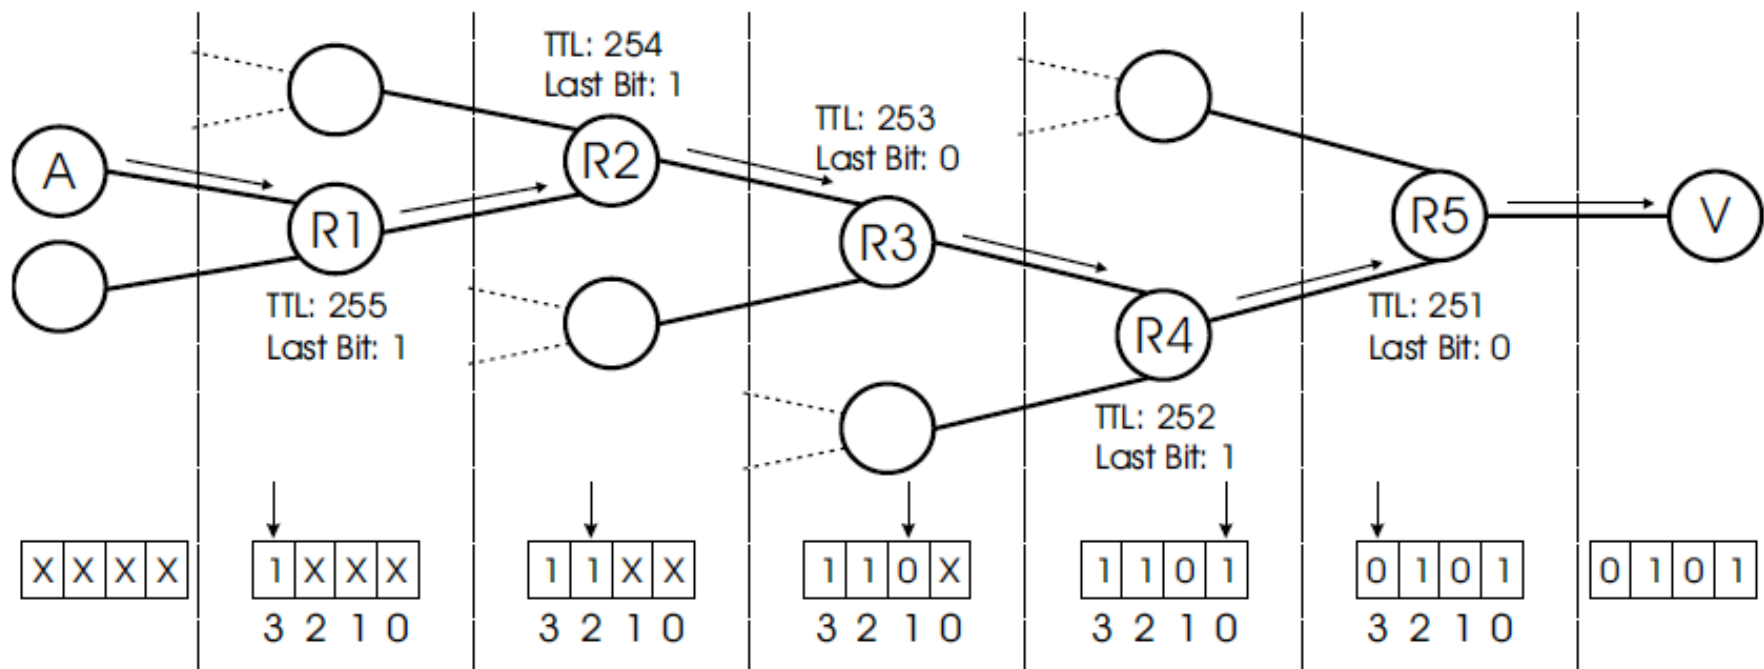 TTL: 254
Last Bit: 1
TTL: 253
Last Bit: 0
A
R1
R2
R3
R4
R5
V
TTL: 255
Last Bit: 1
TTL: 251
Last Bit: 0
TTL: 252
Last Bit: 1
X X X X
1 X X X
1 1 X X
1 1 0 X
1 1 0 1
0 1 0 1
0 1 0 1
3 2 1 0
3 2 1 0
3 2 1 0
3 2 1 0
3 2 1 0